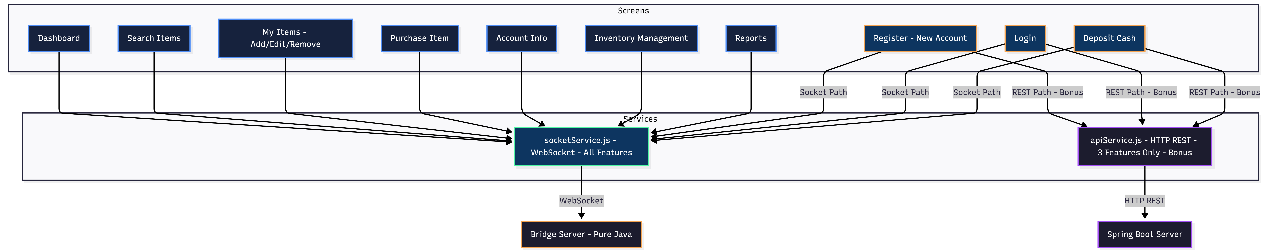 Screens
Dashboard
Search Items
My Items -
Add/Edit/Remove
Purchase Item
Account Info
Inventory Management
Reports
Register - New Account
Login
Deposit Cash
Socket Path
Socket Path
Socket Path
REST Path - Bonus
REST Path - Bonus
REST Path - Bonus
Services
socketService.js -
WebSocket - All Features
apiService.js - HTTP REST -
3 Features Only - Bonus
WebSocket
HTTP REST
Bridge Server - Pure Java
Spring Boot Server